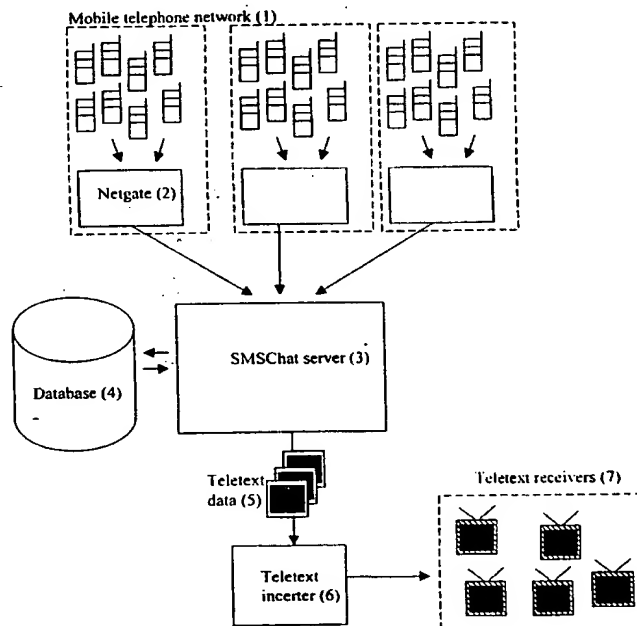 Mobile telephone network (1)
Netgate (2)
SMSChat server (3)
Database (4)
Teletext
data (5)
Teletext receivers (7)
Teletext
incerter (6)